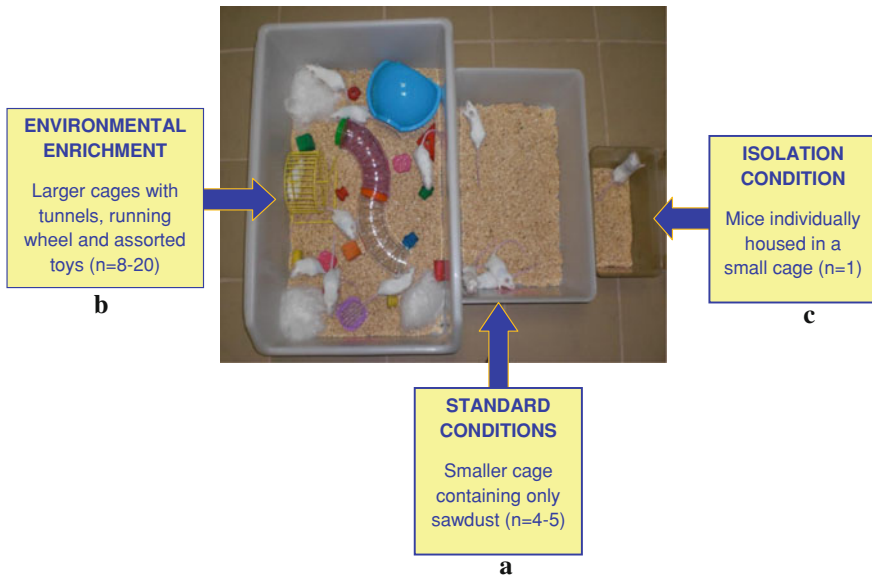 ENVIRONMENTAL
ENRICHMENT
Larger cages with
tunnels, running
wheel and assorted
toys (n=8-20)
b
ISOLATION
CONDITION
Mice individually
housed in a
small cage (n=1)
c
STANDARD
CONDITIONS
Smaller cage
containing only
sawdust (n=4-5)
a